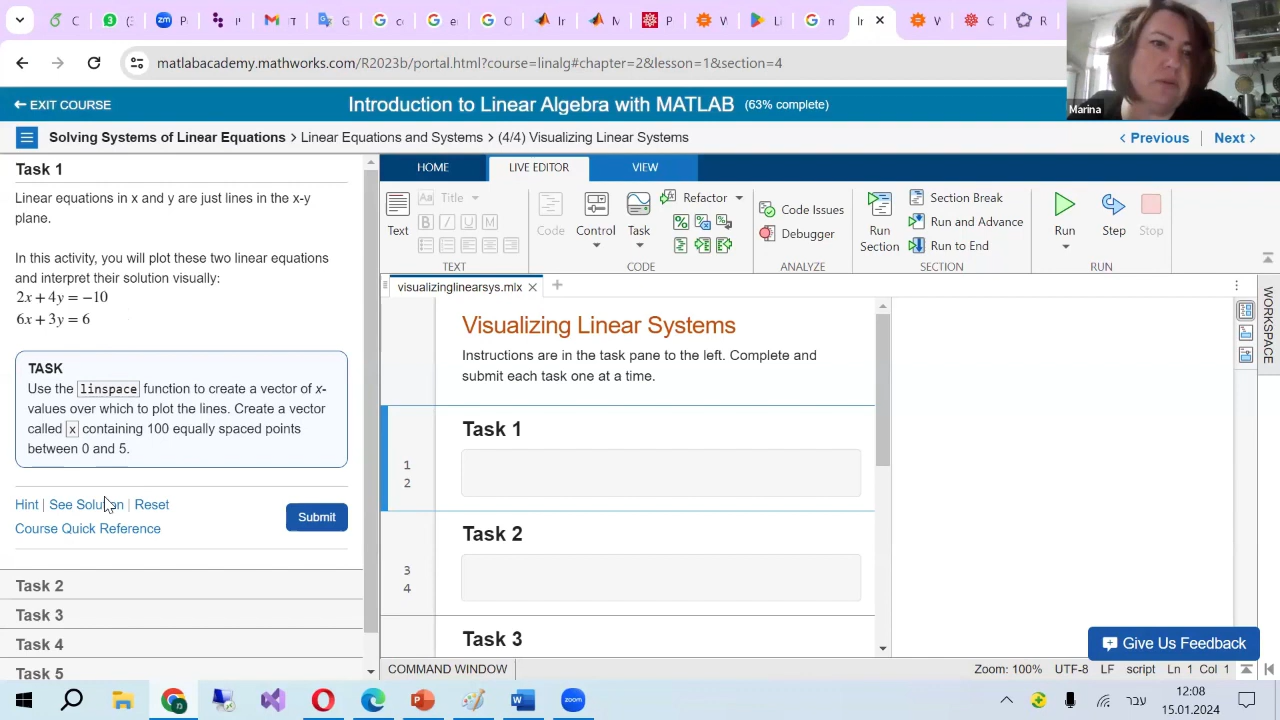 C
(3
Pi
%
M T
C
G e
e
G C
Ir
M
P
W
Li
G n
Ir
W
C
R
matlabacademy.mathworks.com/R2023b/portal.html?course=linalg#chapter=2&lesson=1&section=4
Marina
← EXIT COURSE
Introduction to Linear Algebra with MATLAB (63% complete)
Solving Systems of Linear Equations > Linear Equations and Systems > (4/4) Visualizing Linear Systems
< Previous
Next >
Task 1
Linear equations in x and y are just lines in the x-y
plane.
In this activity, you will plot these two linear equations
and interpret their solution visually:
2x + 4y = −10
6x + 3y = 6
TASK
Use the linspace function to create a vector of x-
values over which to plot the lines. Create a vector
called x containing 100 equally spaced points
between 0 and 5.
Hint | See Solution | Reset
Course Quick Reference
Submit
Task 2
Task 3
Task 4
Task 5
HOME
LIVE EDITOR
VIEW
Text
Aa Title
B I U M
TEXT
Code
Control
Task
Refactor
CODE
Code Issues
Debugger
ANALYZE
Run
Section
Section Break
Run and Advance
Run to End
SECTION
Run
Step
Stop
RUN
visualizinglinearsys.mlx
WORKSPACE
Visualizing Linear Systems
Instructions are in the task pane to the left. Complete and
submit each task one at a time.
Task 1
1
2
Task 2
3
4
Task 3
Give Us Feedback
COMMAND WINDOW
Zoom: 100%
UTF-8
LF
script
Ln 1 Col 1
zoom
עבר
12:08
15.01.2024